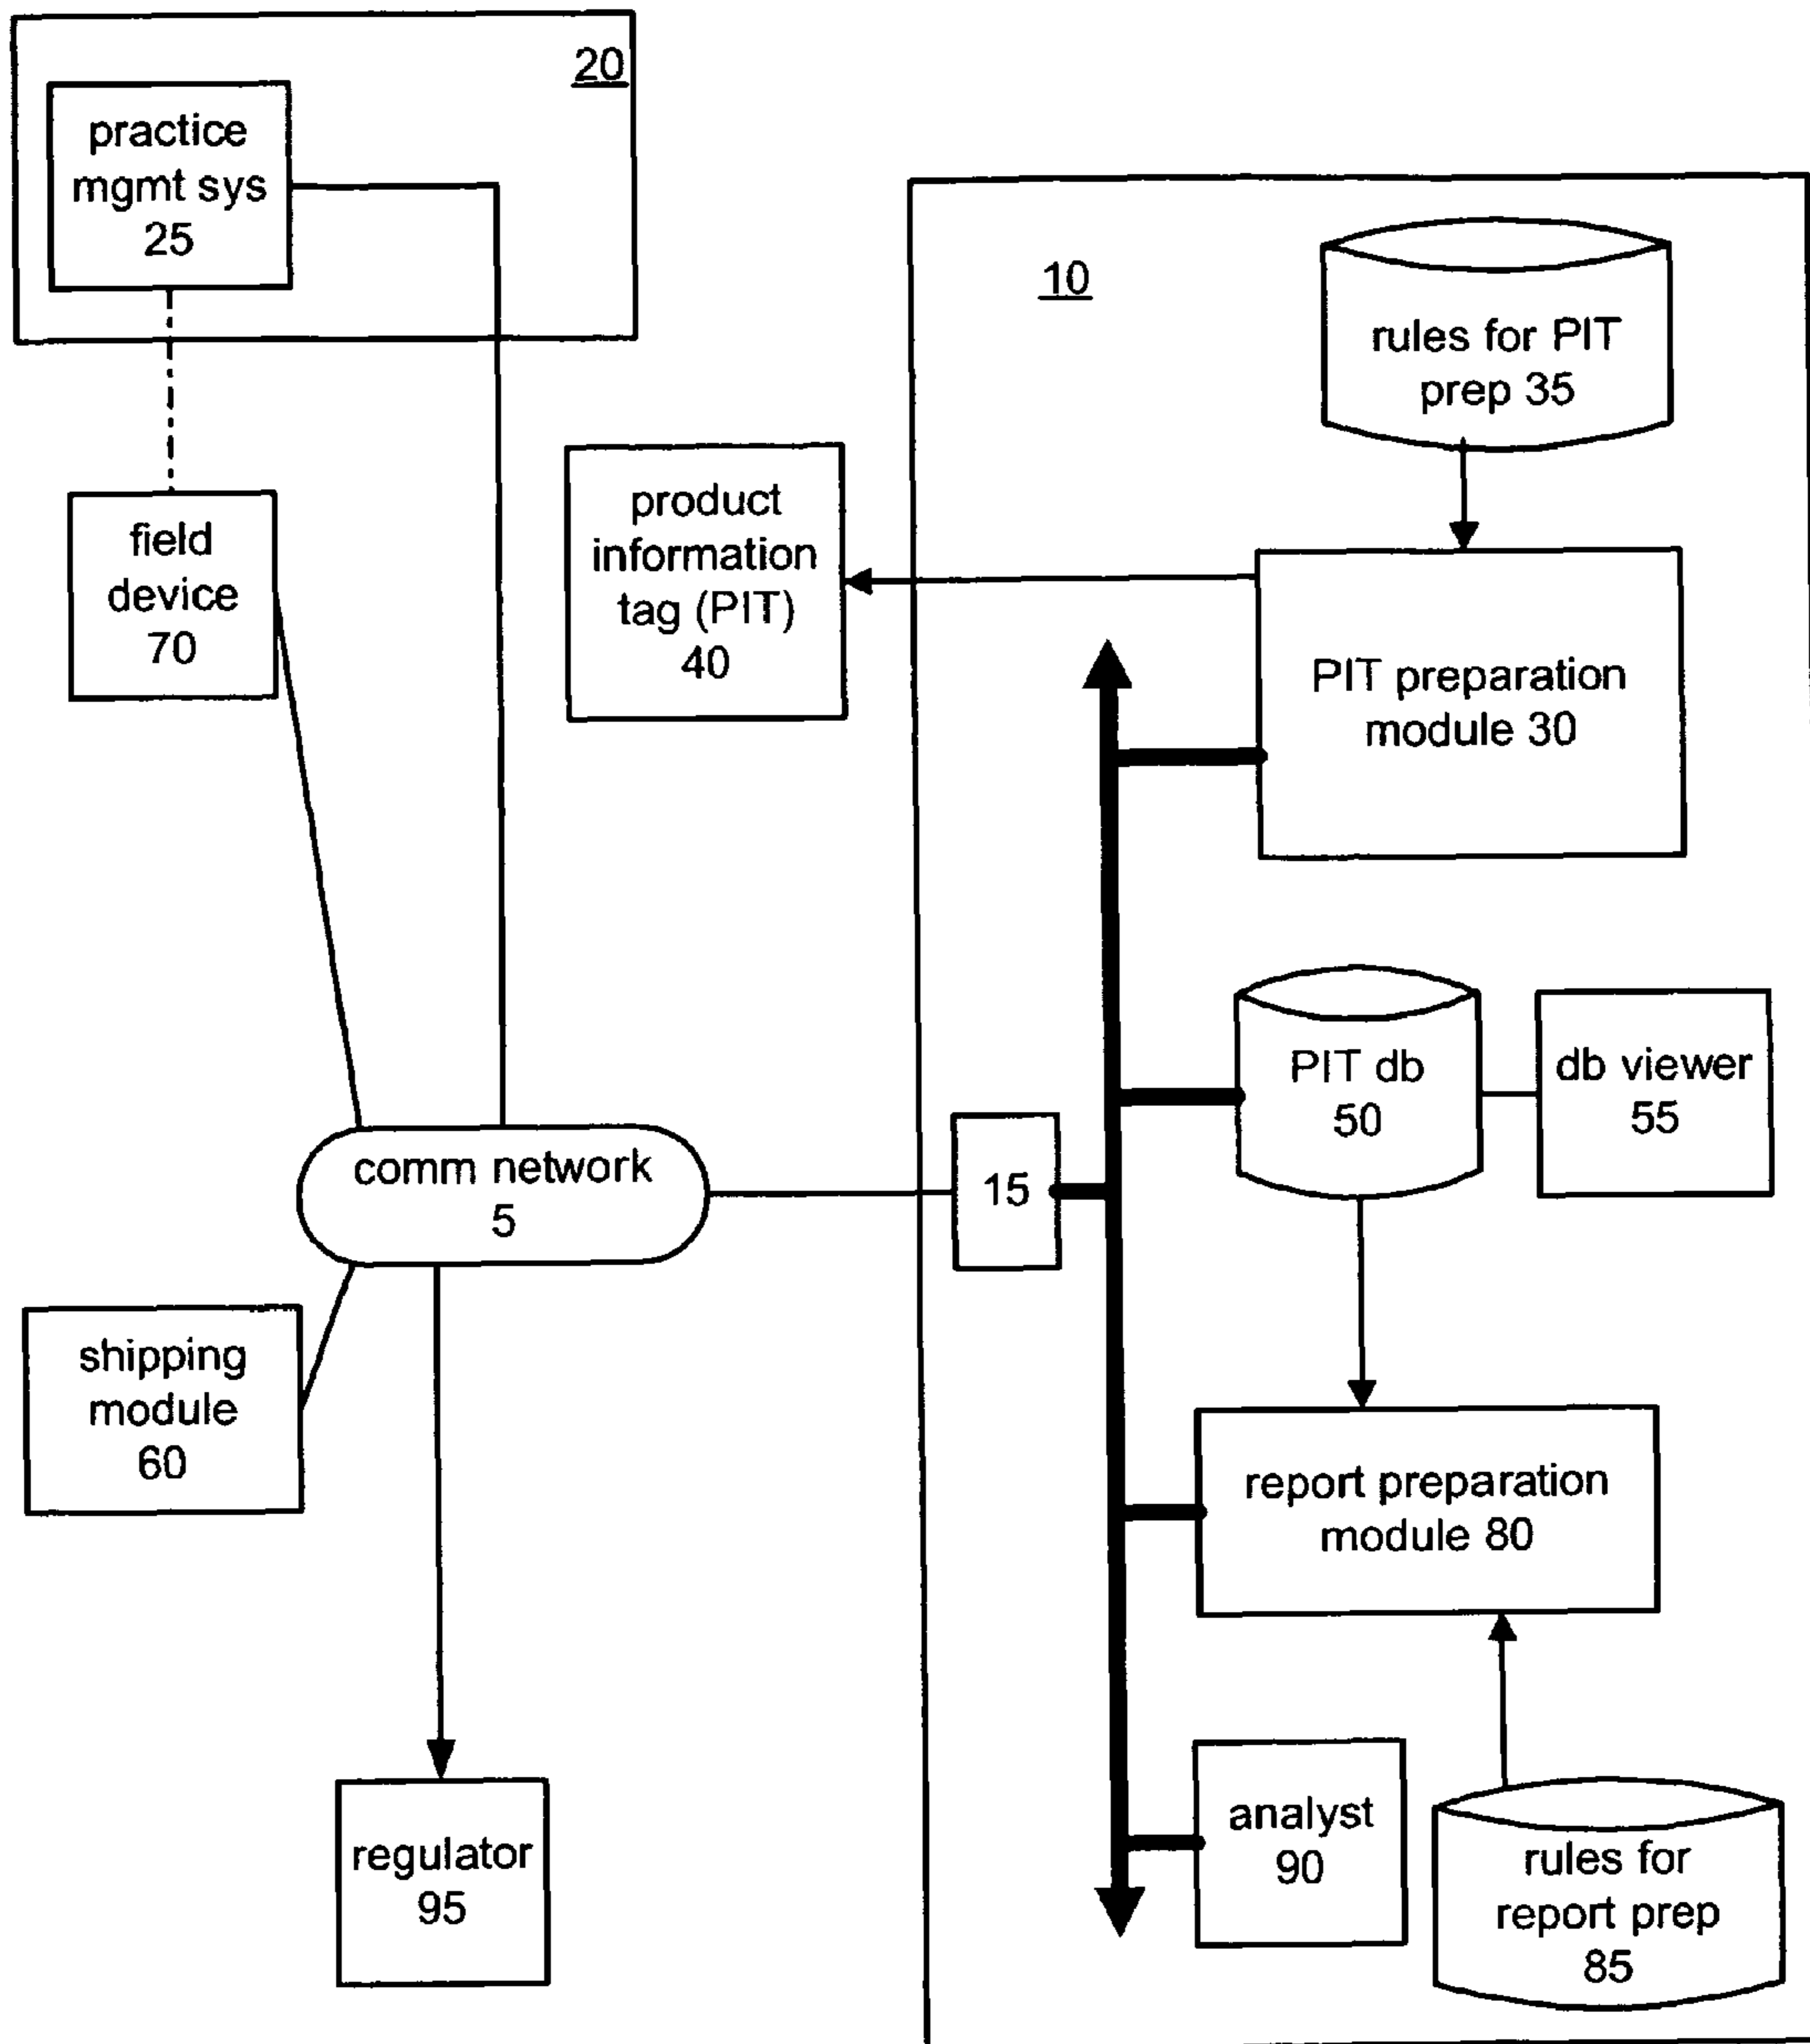 20
practice
mgmt sys
25
10
rules for PIT
prep 35
field
device
70
product
information
tag (PIT)
40
PIT preparation
module 30
PIT db
50
db viewer
55
comm network
5
15
shipping
module
60
report preparation
module 80
regulator
95
analyst
90
rules for
report prep
85